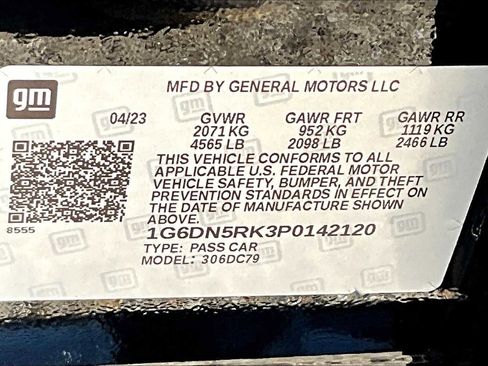 gm
MFD BY GENERAL MOTORS LLC
04/23 GVWR GAWR FRT GAWR RR
2071 KG 952 KG 1119 KG
4565 LB 2098 LB 2466 LB
THIS VEHICLE CONFORMS TO ALL
APPLICABLE U.S. FEDERAL MOTOR
VEHICLE SAFETY, BUMPER, AND THEFT
PREVENTION STANDARDS IN EFFECT ON
THE DATE OF MANUFACTURE SHOWN
ABOVE.
8555
1G6DN5RK3P0142120
TYPE: PASS CAR
MODEL: 306DC79